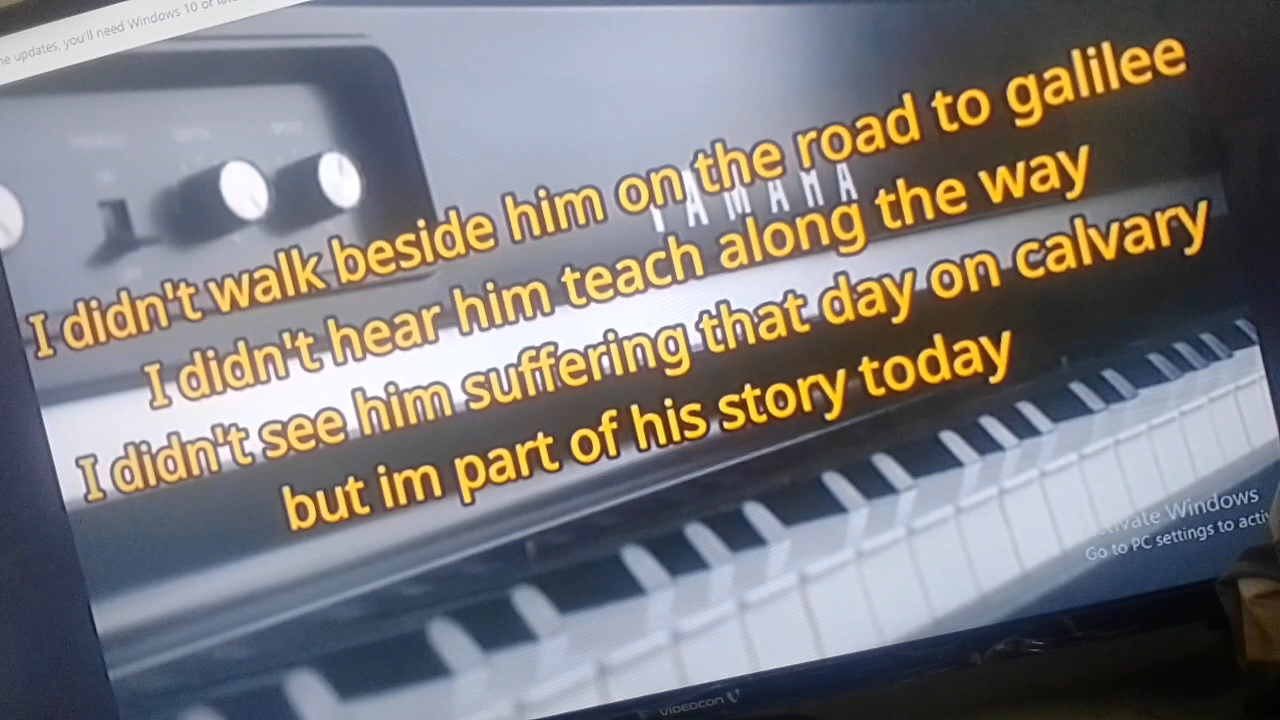 he updates, you'll need Windows 10 or
I didn't walk beside him on the road to galilee
YAMAHA
I didn't hear him teach along the way
I didn't see him suffering that day on calvary
but im part of his story today
Activate Windows
Go to PC settings to activ
VIDEOCON